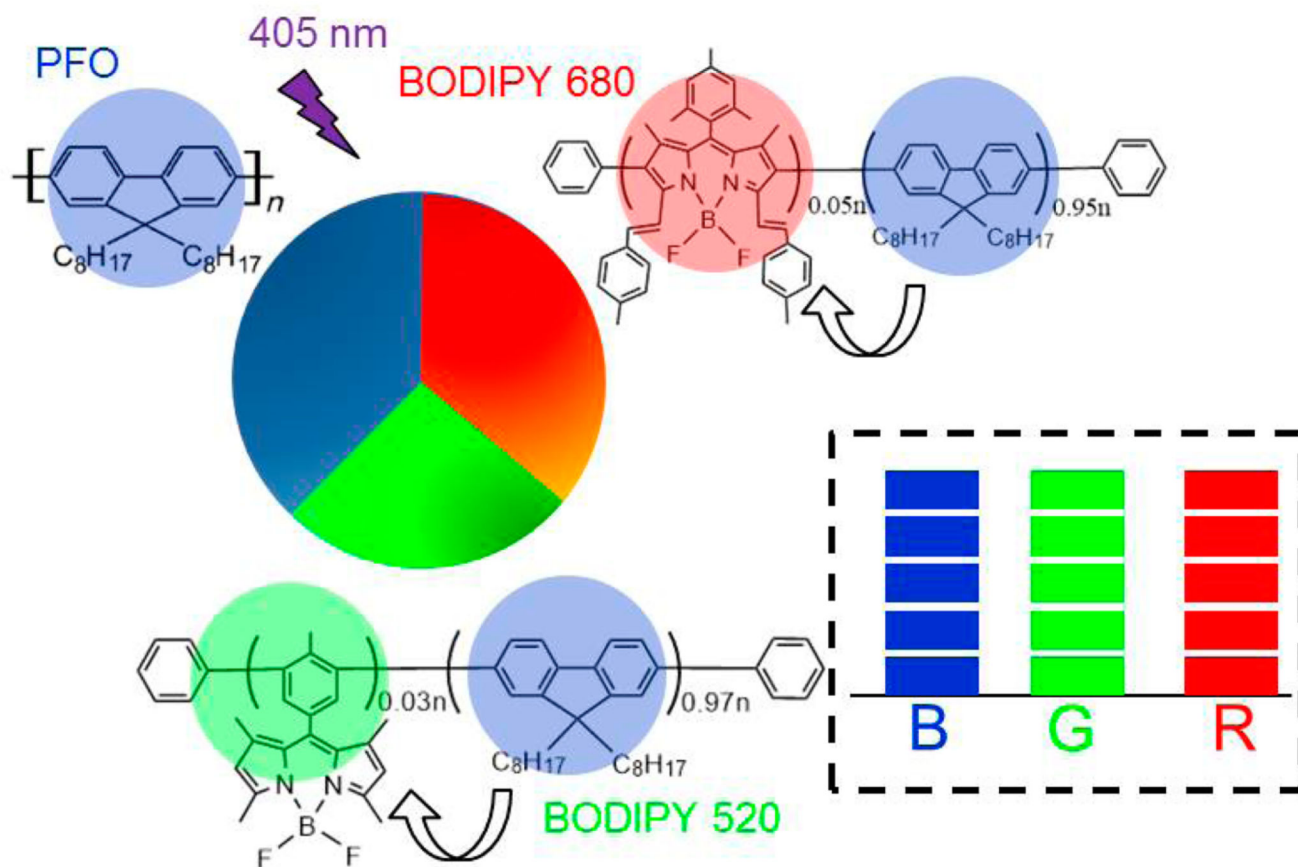 405 nm
PFO
BODIPY 680
n
C8H17
C8H17
N
N
B
F
F
0.05n
C8H17
C8H17
0.95n
0.03n
C8H17
C8H17
0.97n
N
N
B
F
F
BODIPY 520
B
G
R